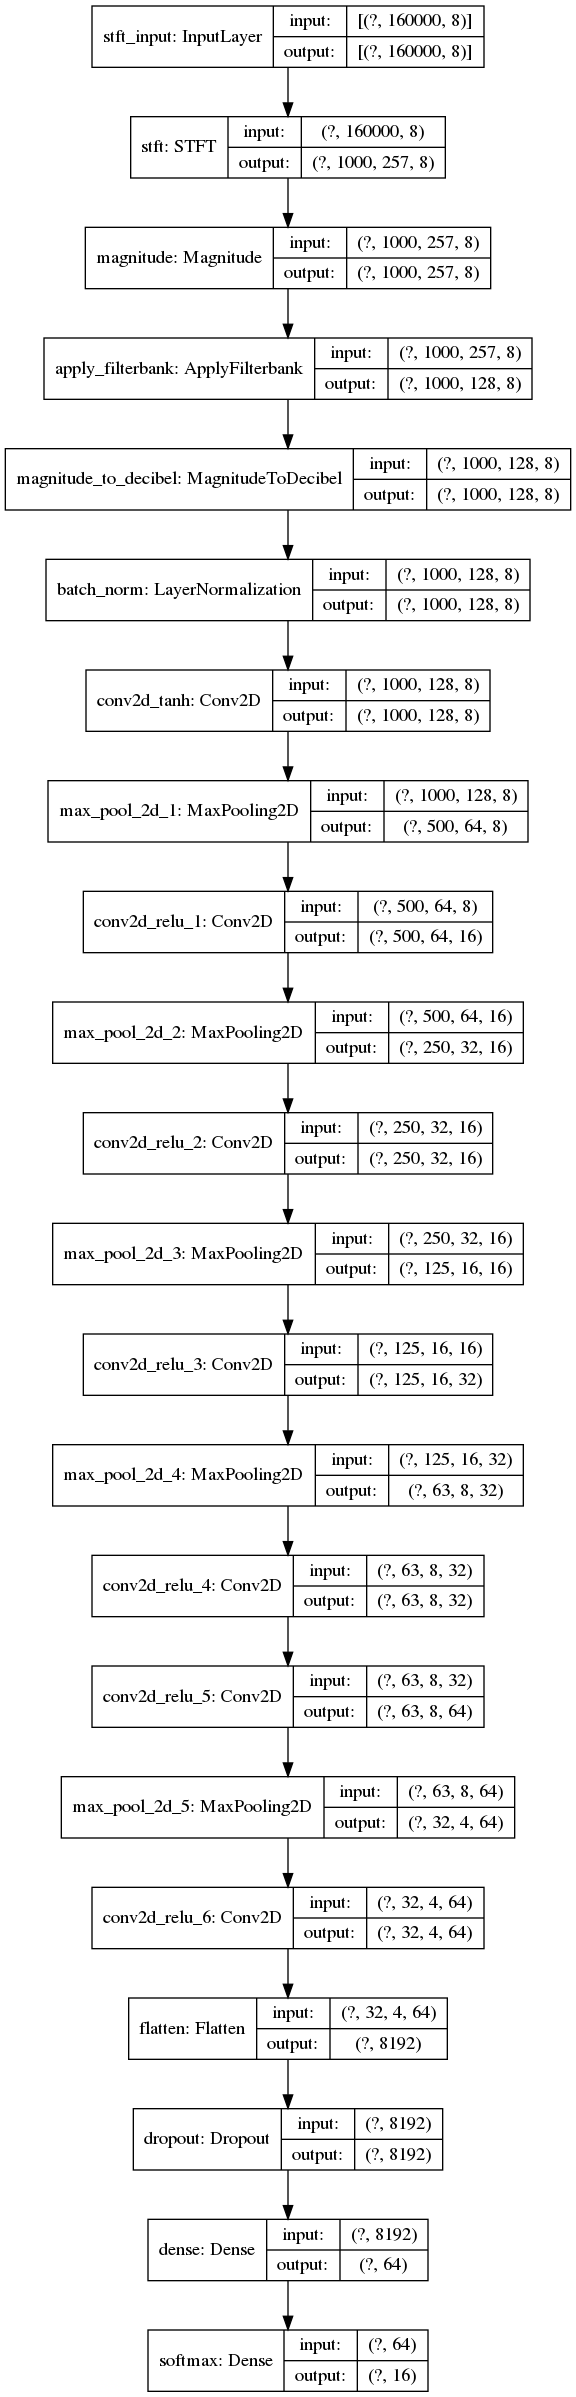 stft_input: InputLayer
input: [(?, 160000, 8)]
output: [(?, 160000, 8)]
stft: STFT
input: (?, 160000, 8)
output: (?, 1000, 257, 8)
magnitude: Magnitude
input: (?, 1000, 257, 8)
output: (?, 1000, 257, 8)
apply_filterbank: ApplyFilterbank
input: (?, 1000, 257, 8)
output: (?, 1000, 128, 8)
magnitude_to_decibel: MagnitudeToDecibel
input: (?, 1000, 128, 8)
output: (?, 1000, 128, 8)
batch_norm: LayerNormalization
input: (?, 1000, 128, 8)
output: (?, 1000, 128, 8)
conv2d_tanh: Conv2D
input: (?, 1000, 128, 8)
output: (?, 1000, 128, 8)
max_pool_2d_1: MaxPooling2D
input: (?, 1000, 128, 8)
output: (?, 500, 64, 8)
conv2d_relu_1: Conv2D
input: (?, 500, 64, 8)
output: (?, 500, 64, 16)
max_pool_2d_2: MaxPooling2D
input: (?, 500, 64, 16)
output: (?, 250, 32, 16)
conv2d_relu_2: Conv2D
input: (?, 250, 32, 16)
output: (?, 250, 32, 16)
max_pool_2d_3: MaxPooling2D
input: (?, 250, 32, 16)
output: (?, 125, 16, 16)
conv2d_relu_3: Conv2D
input: (?, 125, 16, 16)
output: (?, 125, 16, 32)
max_pool_2d_4: MaxPooling2D
input: (?, 125, 16, 32)
output: (?, 63, 8, 32)
conv2d_relu_4: Conv2D
input: (?, 63, 8, 32)
output: (?, 63, 8, 32)
conv2d_relu_5: Conv2D
input: (?, 63, 8, 32)
output: (?, 63, 8, 64)
max_pool_2d_5: MaxPooling2D
input: (?, 63, 8, 64)
output: (?, 32, 4, 64)
conv2d_relu_6: Conv2D
input: (?, 32, 4, 64)
output: (?, 32, 4, 64)
flatten: Flatten
input: (?, 32, 4, 64)
output: (?, 8192)
dropout: Dropout
input: (?, 8192)
output: (?, 8192)
dense: Dense
input: (?, 8192)
output: (?, 64)
softmax: Dense
input: (?, 64)
output: (?, 16)